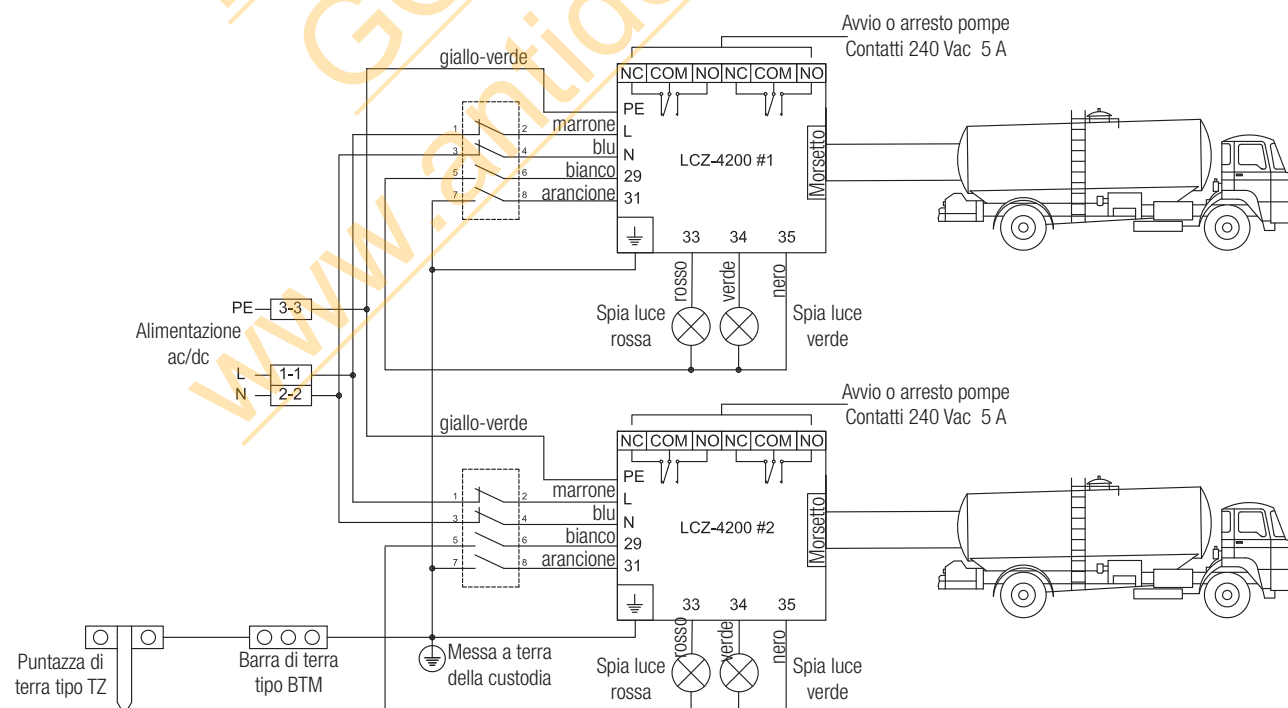 Avvio o arresto pompe
Contatti 240 Vac 5 A
giallo-verde
NC COM NO NC COM NO
PE
1 2 marrone L
3 4 blu N
5 6 bianco 29
7 8 arancione 31
LCZ-4200 #1
Morsetto
33 34 35
rosso
verde
nero
Spia luce
rossa
Spia luce
verde
PE 3-3
Alimentazione
ac/dc
L 1-1
N 2-2
Avvio o arresto pompe
Contatti 240 Vac 5 A
giallo-verde
NC COM NO NC COM NO
PE
1 2 marrone L
3 4 blu N
5 6 bianco 29
7 8 arancione 31
LCZ-4200 #2
Morsetto
33 34 35
rosso
verde
nero
Spia luce
rossa
Spia luce
verde
Puntazza di
terra tipo TZ
Barra di terra
tipo BTM
Messa a terra
della custodia